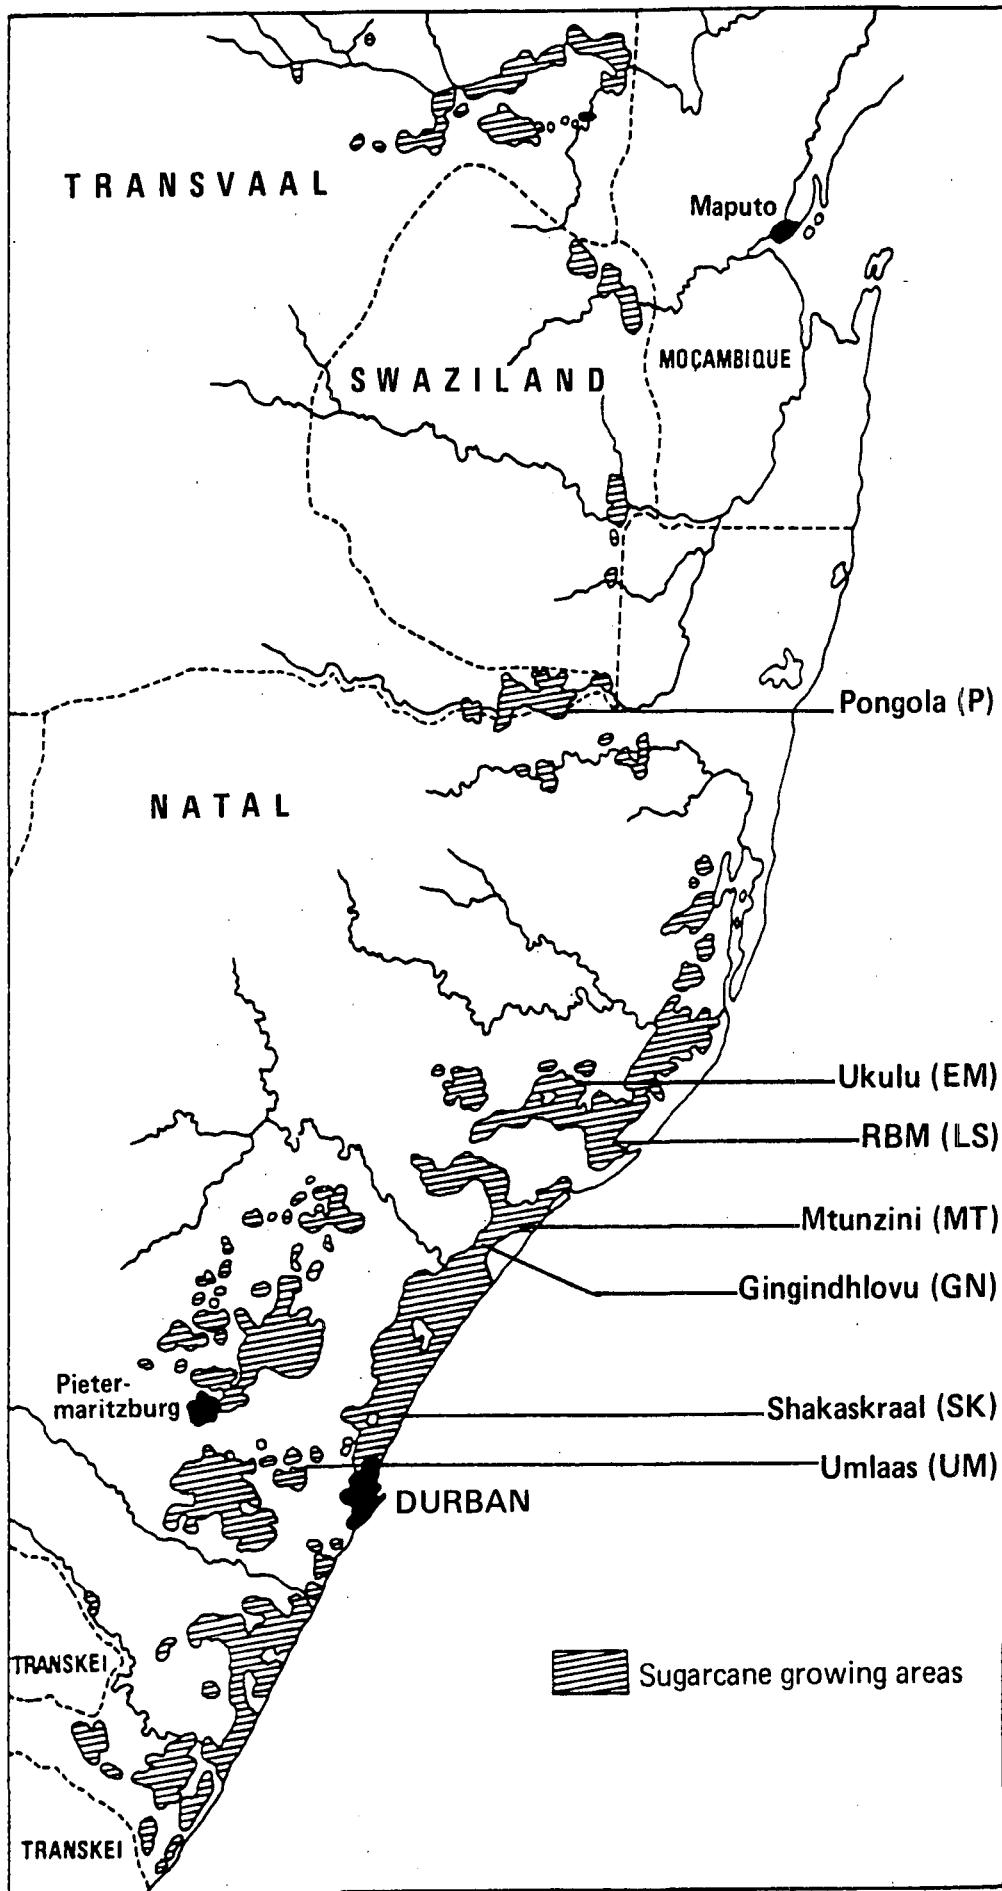 TRANSVAAL
Maputo
MOÇAMBIQUE
SWAZILAND
Pongola (P)
NATAL
Ukulu (EM)
RBM (LS)
Mtunzini (MT)
Gingindhlovu (GN)
Pieter-
maritzburg
Shakaskraal (SK)
Umlaas (UM)
DURBAN
TRANSKEI
Sugarcane growing areas
TRANSKEI